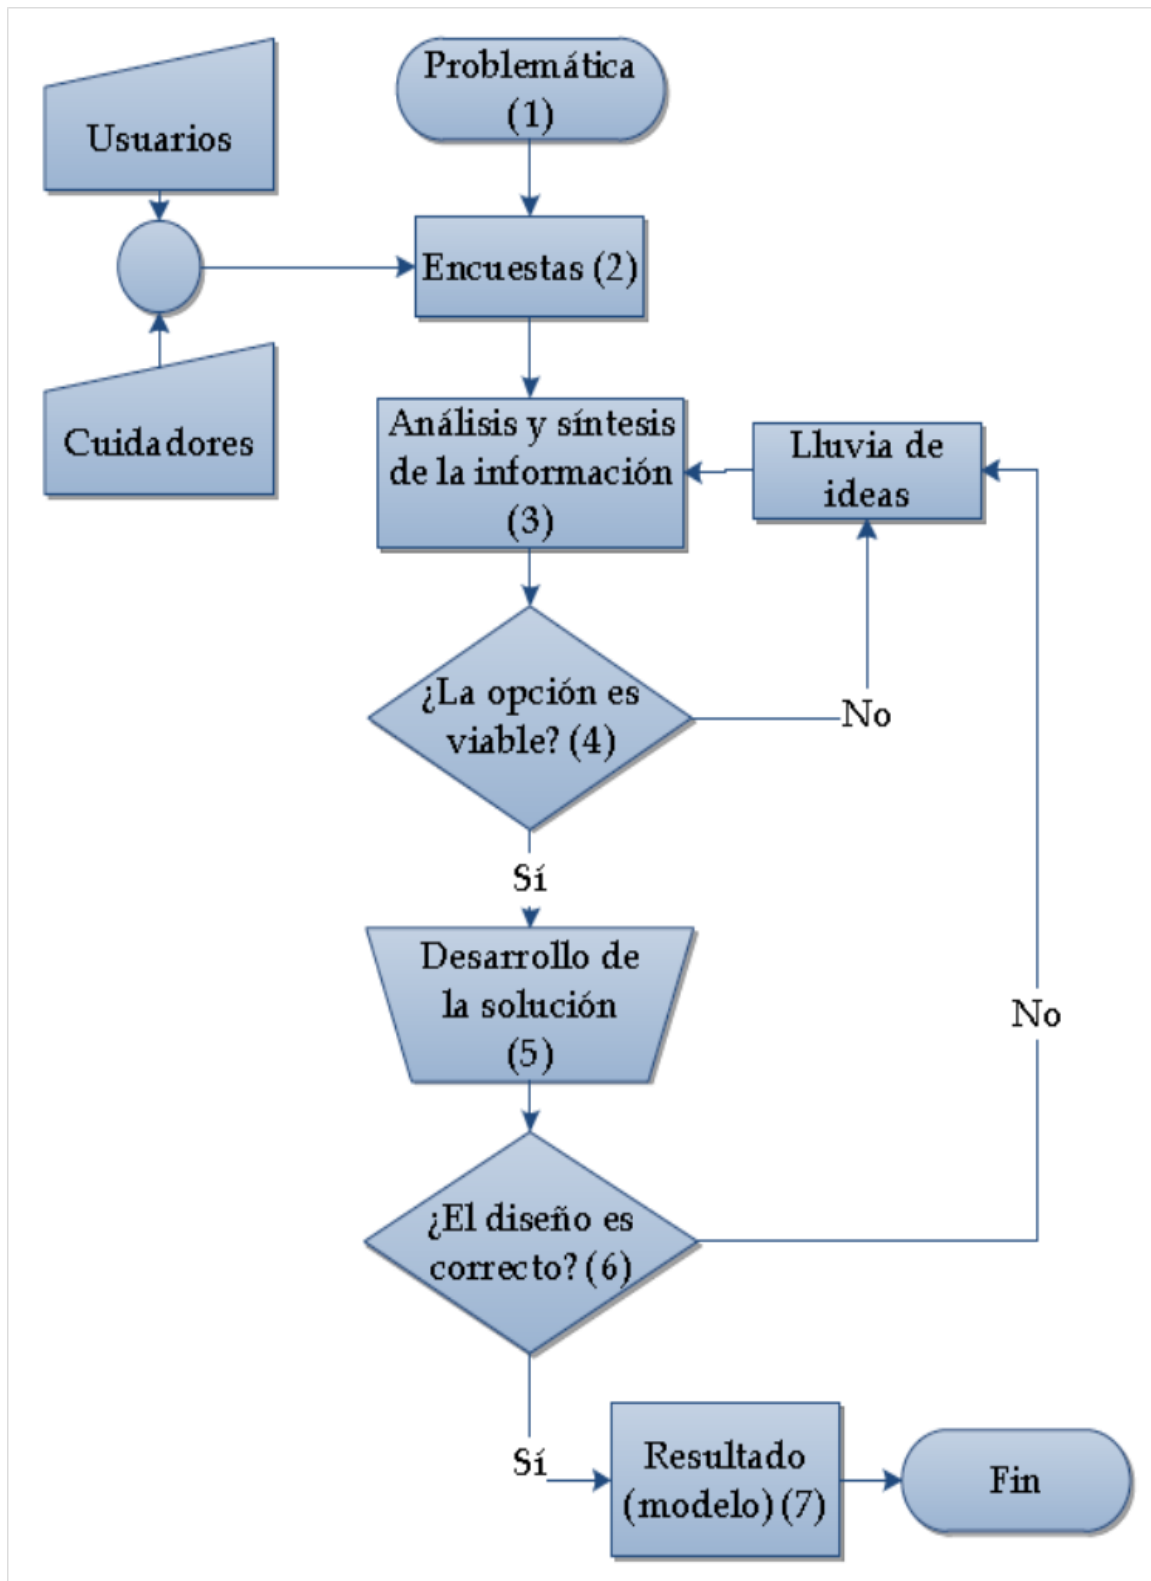 Problemática
(1)
Usuarios
Encuestas (2)
Cuidadores
Análisis y síntesis
de la información
(3)
Lluvia de
ideas
¿La opción es
viable? (4)
No
Sí
Desarrollo de
la solución
(5)
No
¿El diseño es
correcto? (6)
Sí
Resultado
(modelo) (7)
Fin